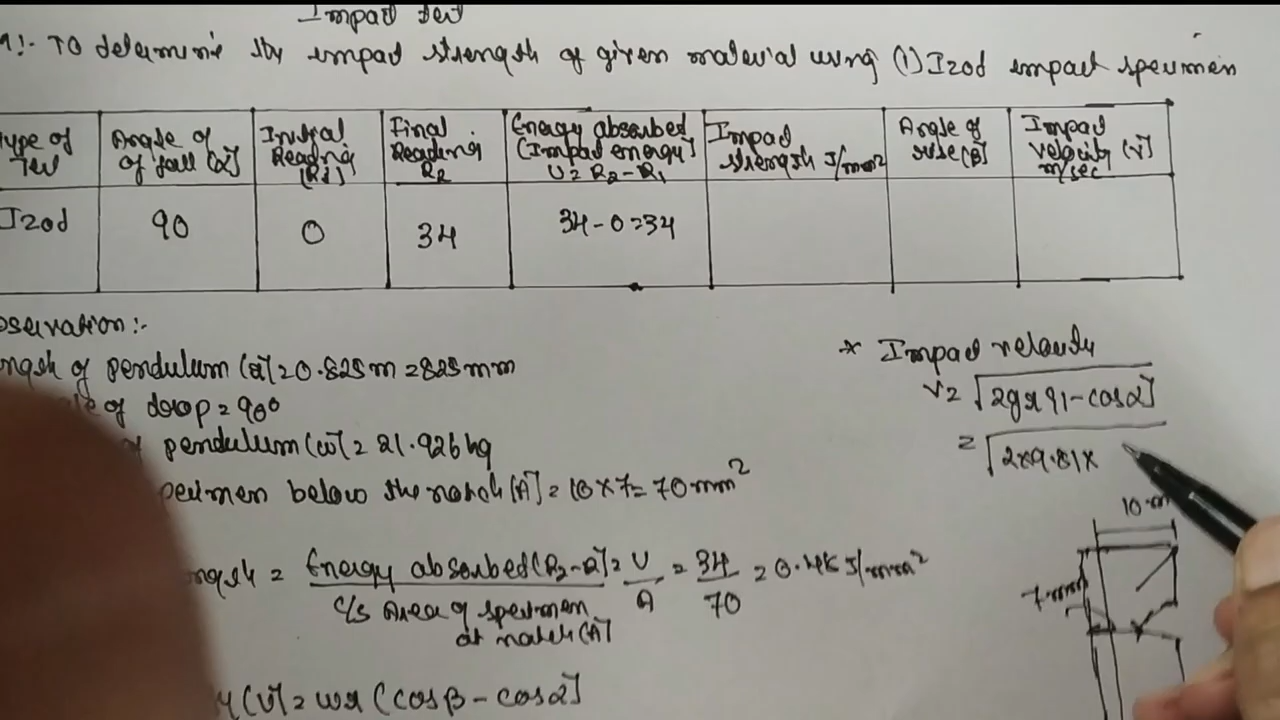 Impact test
To determine the impact strength of given material using (1) Izod impact specimen
Type of Test
Angle of of fall (α)
Initial Reading (R1)
Final Reading R2
Energy absorbed (Impact energy) U = R2 - R1
Impact strength J/mm2
Angle of rise (β)
Impact velocity (V) m/sec
Izod
90
0
34
34 - 0 = 34
observation :-
Length of pendulum (r) = 0.825 m = 825 mm
of drop = 90°
of pendulum (w) = 21.926 kg
specimen below the notch (A) = 10 x 7 = 70 mm2
= Energy absorbed (R2 - R1) = U = 34 = 0.48 J/mm2
c/s Area of specimen A 70
at notch (A)
(U) = wr (cos β - cos α)
* Impact velocity
V = √2gr (1 - cos α)
= √2 x 9.81 x
10 m
7 mm